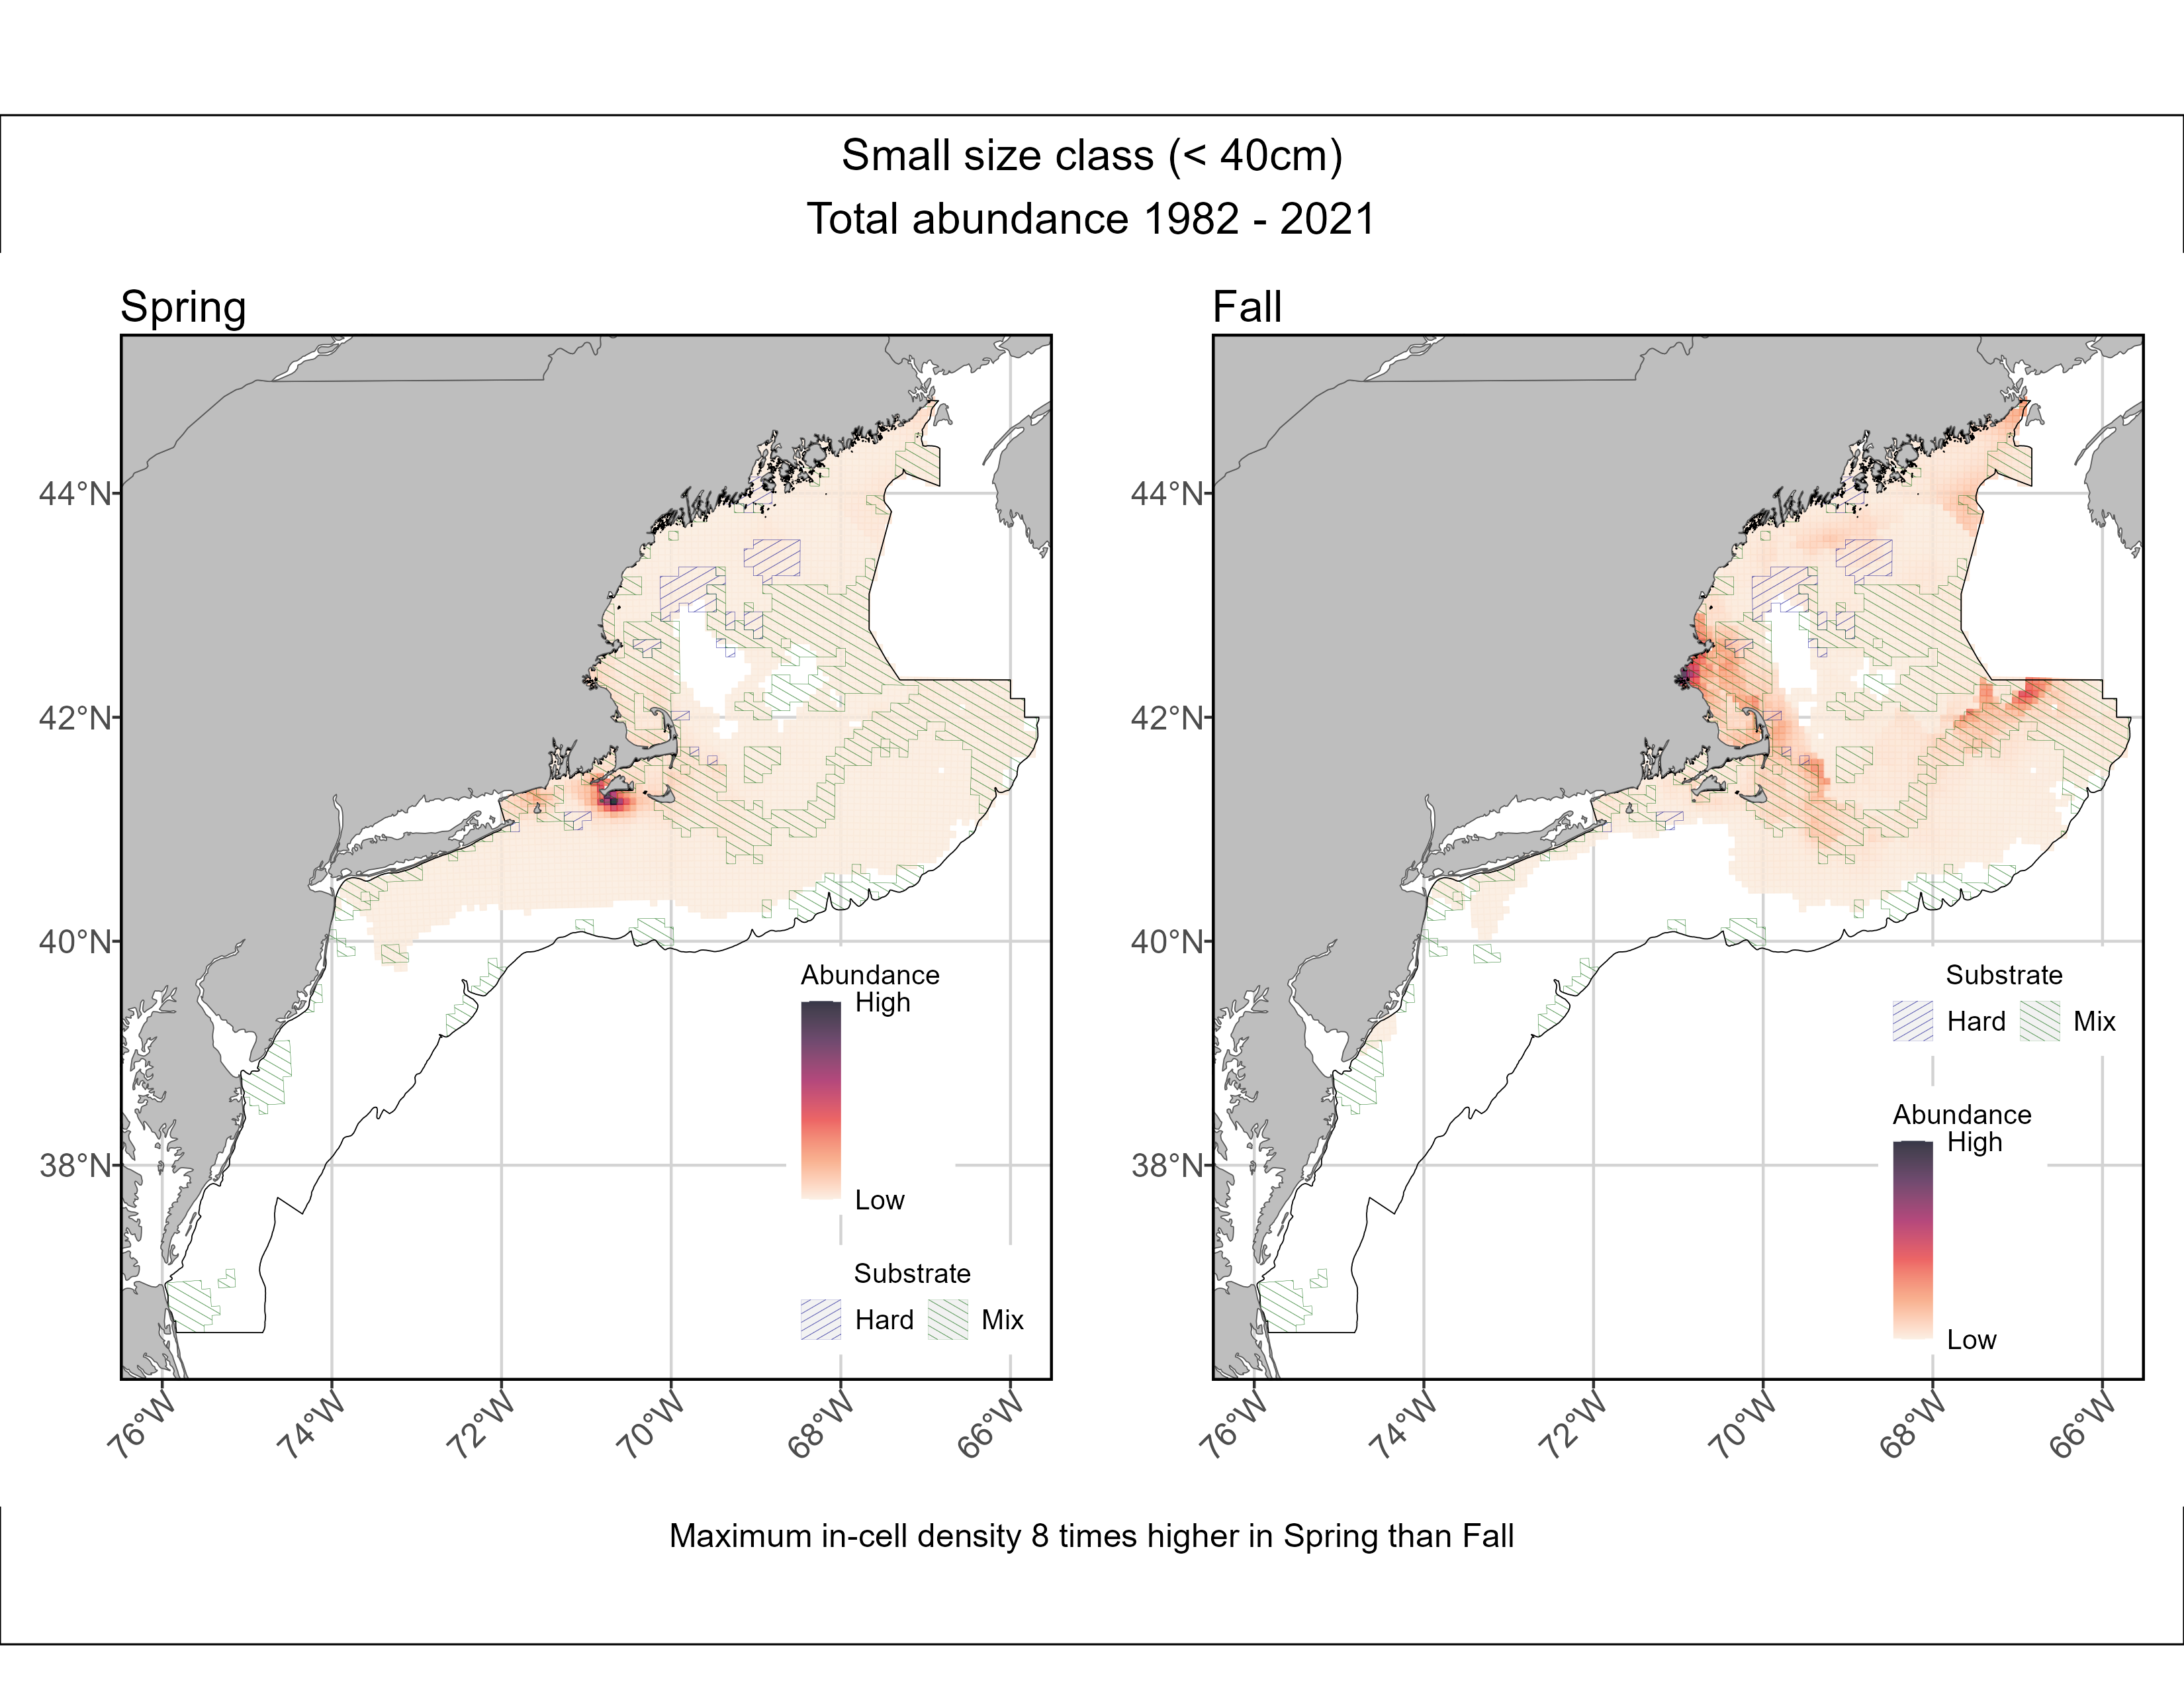 Small size class (< 40cm)
Total abundance 1982 - 2021
Spring
44°N
42°N
40°N
38°N
76°W
74°W
72°W
70°W
68°W
66°W
Abundance
High
Low
Substrate
Hard
Mix
Fall
44°N
42°N
40°N
38°N
76°W
74°W
72°W
70°W
68°W
66°W
Substrate
Hard
Mix
Abundance
High
Low
Maximum in-cell density 8 times higher in Spring than Fall